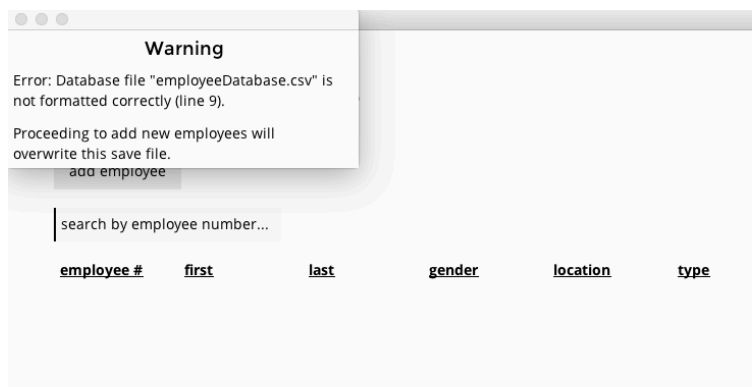 Warning
Error: Database file "employeeDatabase.csv" is
not formatted correctly (line 9).
Proceeding to add new employees will
overwrite this save file.
add employee
search by employee number...
employee # first last gender location type